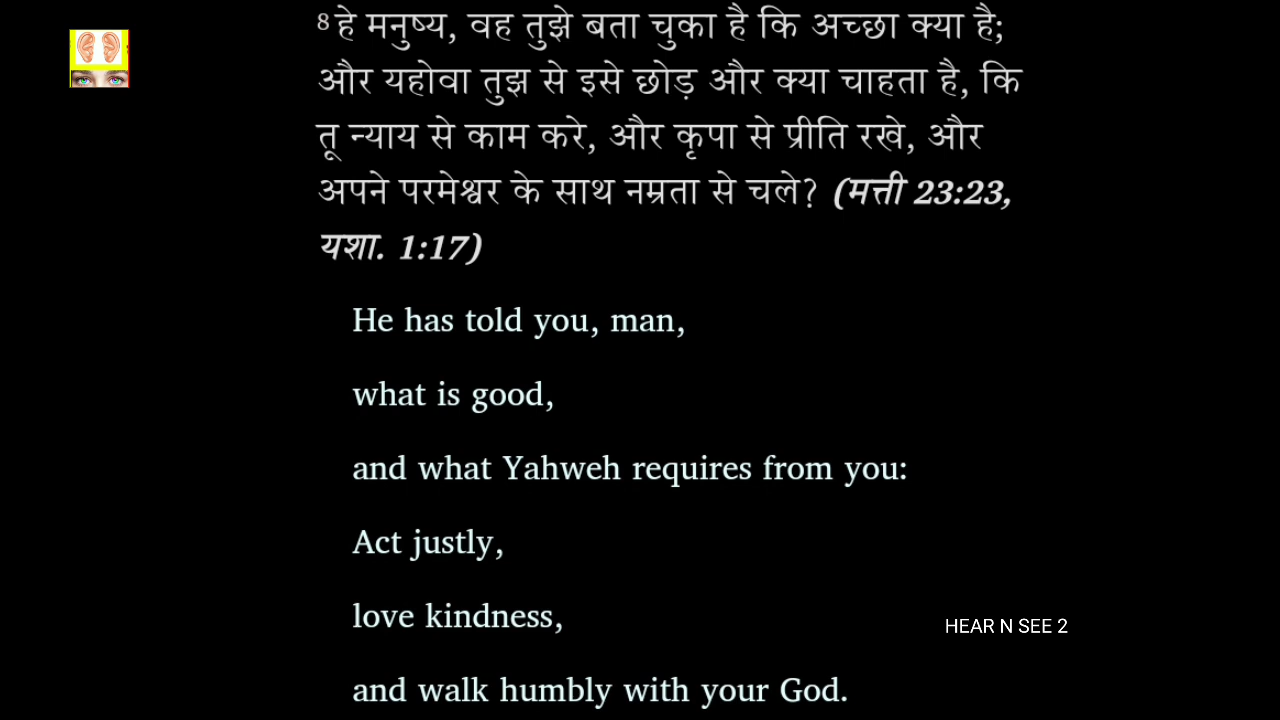 8 हे मनुष्य, वह तुझे बता चुका है कि अच्छा क्या है;
और यहोवा तुझ से इसे छोड़ और क्या चाहता है, कि
तू न्याय से काम करे, और कृपा से प्रीति रखे, और
अपने परमेश्वर के साथ नम्रता से चले? (मत्ती 23:23,
यशा. 1:17)
He has told you, man,
what is good,
and what Yahweh requires from you:
Act justly,
love kindness,
HEAR N SEE 2
and walk humbly with your God.